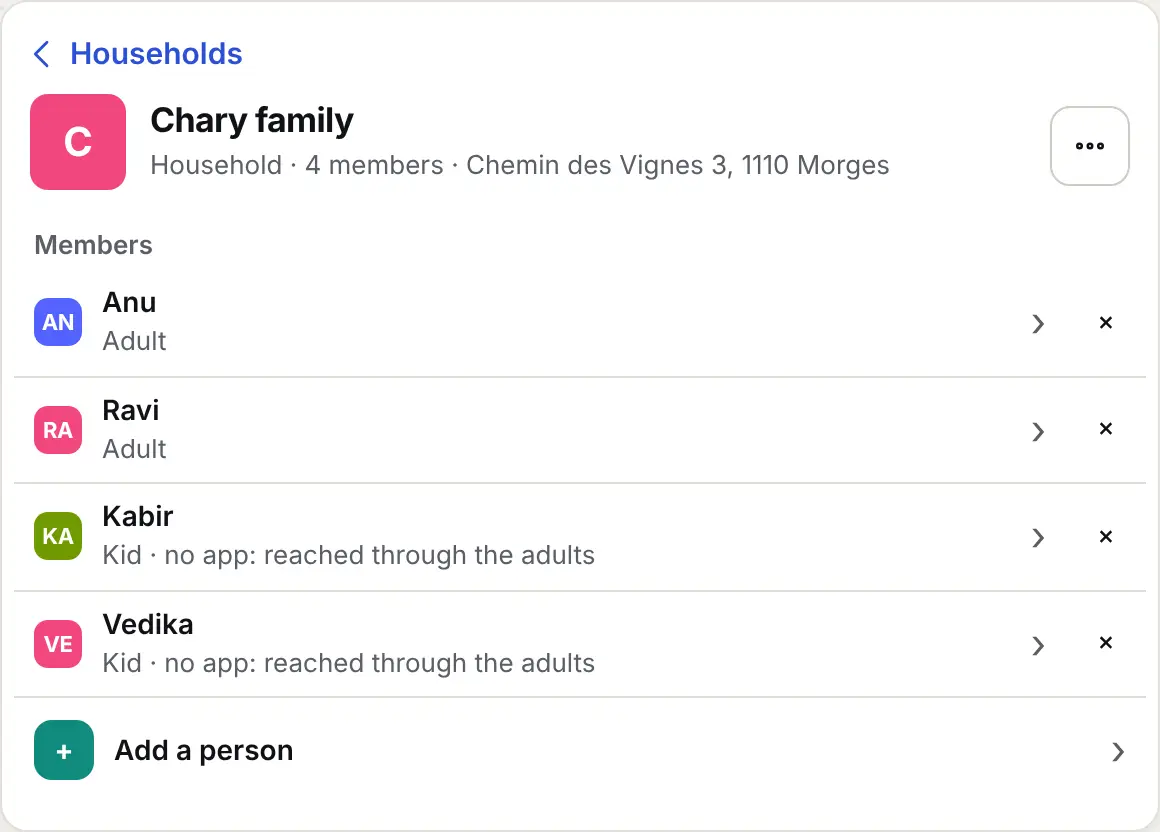 Households
C
Chary family
Household · 4 members · Chemin des Vignes 3, 1110 Morges
Members
AN
Anu
Adult
RA
Ravi
Adult
KA
Kabir
Kid · no app: reached through the adults
VE
Vedika
Kid · no app: reached through the adults
+
Add a person